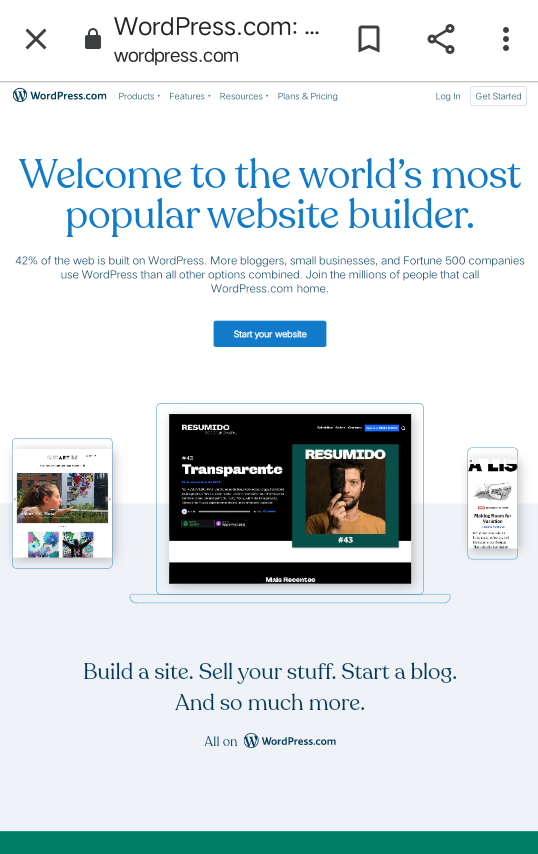 WordPress.com: ...
wordpress.com
WordPress.com Products Features Resources Plans & Pricing Log In Get Started
Welcome to the world's most
popular website builder.
42% of the web is built on WordPress. More bloggers, small businesses, and Fortune 500 companies
use WordPress than all other options combined. Join the millions of people that call
WordPress.com home.
Start your website
RESUMIDO
#43
Transparente
RESUMIDO
#43
Mais Recentes
ART
A LIS
Making Room for
Variation
Build a site. Sell your stuff. Start a blog.
And so much more.
All on WordPress.com